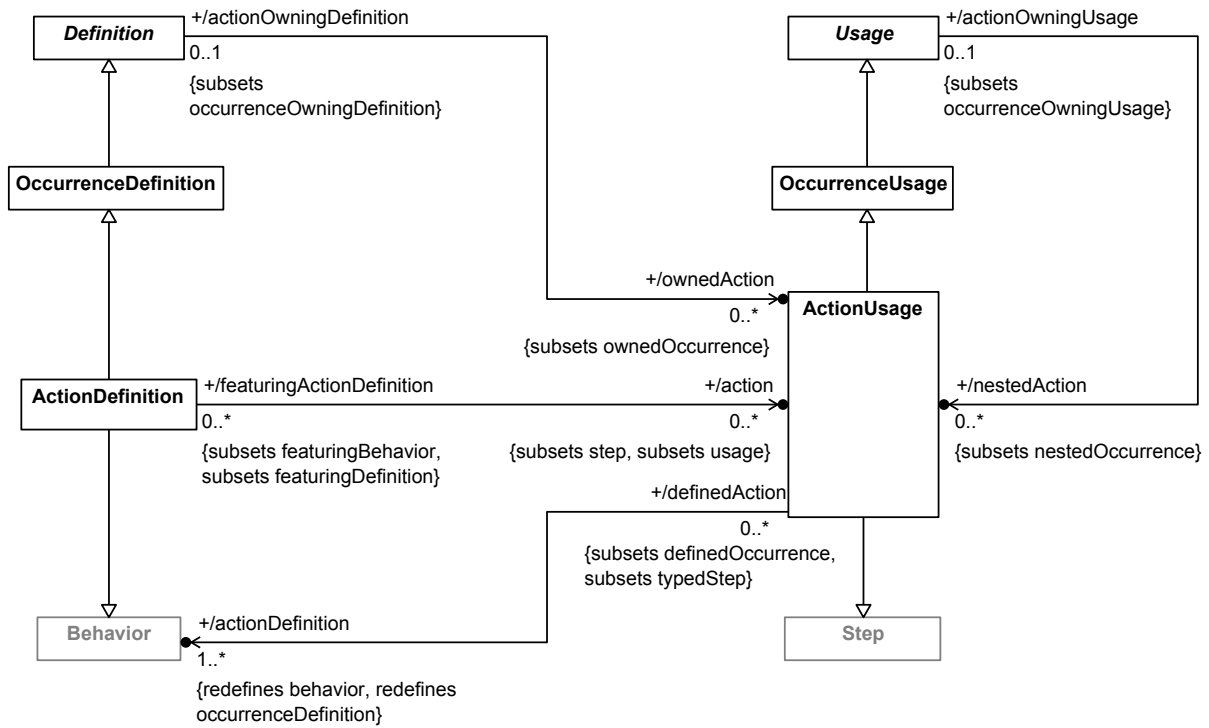 +/actionOwningDefinition
Definition
0..1
{subsets
occurrenceOwningDefinition}
+/actionOwningUsage
Usage
0..1
{subsets
occurrenceOwningUsage}
OccurrenceDefinition
OccurrenceUsage
+/ownedAction
0..*
{subsets ownedOccurrence}
ActionUsage
ActionDefinition
+/featuringActionDefinition
0..*
{subsets featuringBehavior,
subsets featuringDefinition}
+/action
0..*
{subsets step, subsets usage}
+/nestedAction
0..*
{subsets nestedOccurrence}
+/definedAction
0..*
{subsets definedOccurrence,
subsets typedStep}
Behavior
+/actionDefinition
1..*
{redefines behavior, redefines
occurrenceDefinition}
Step